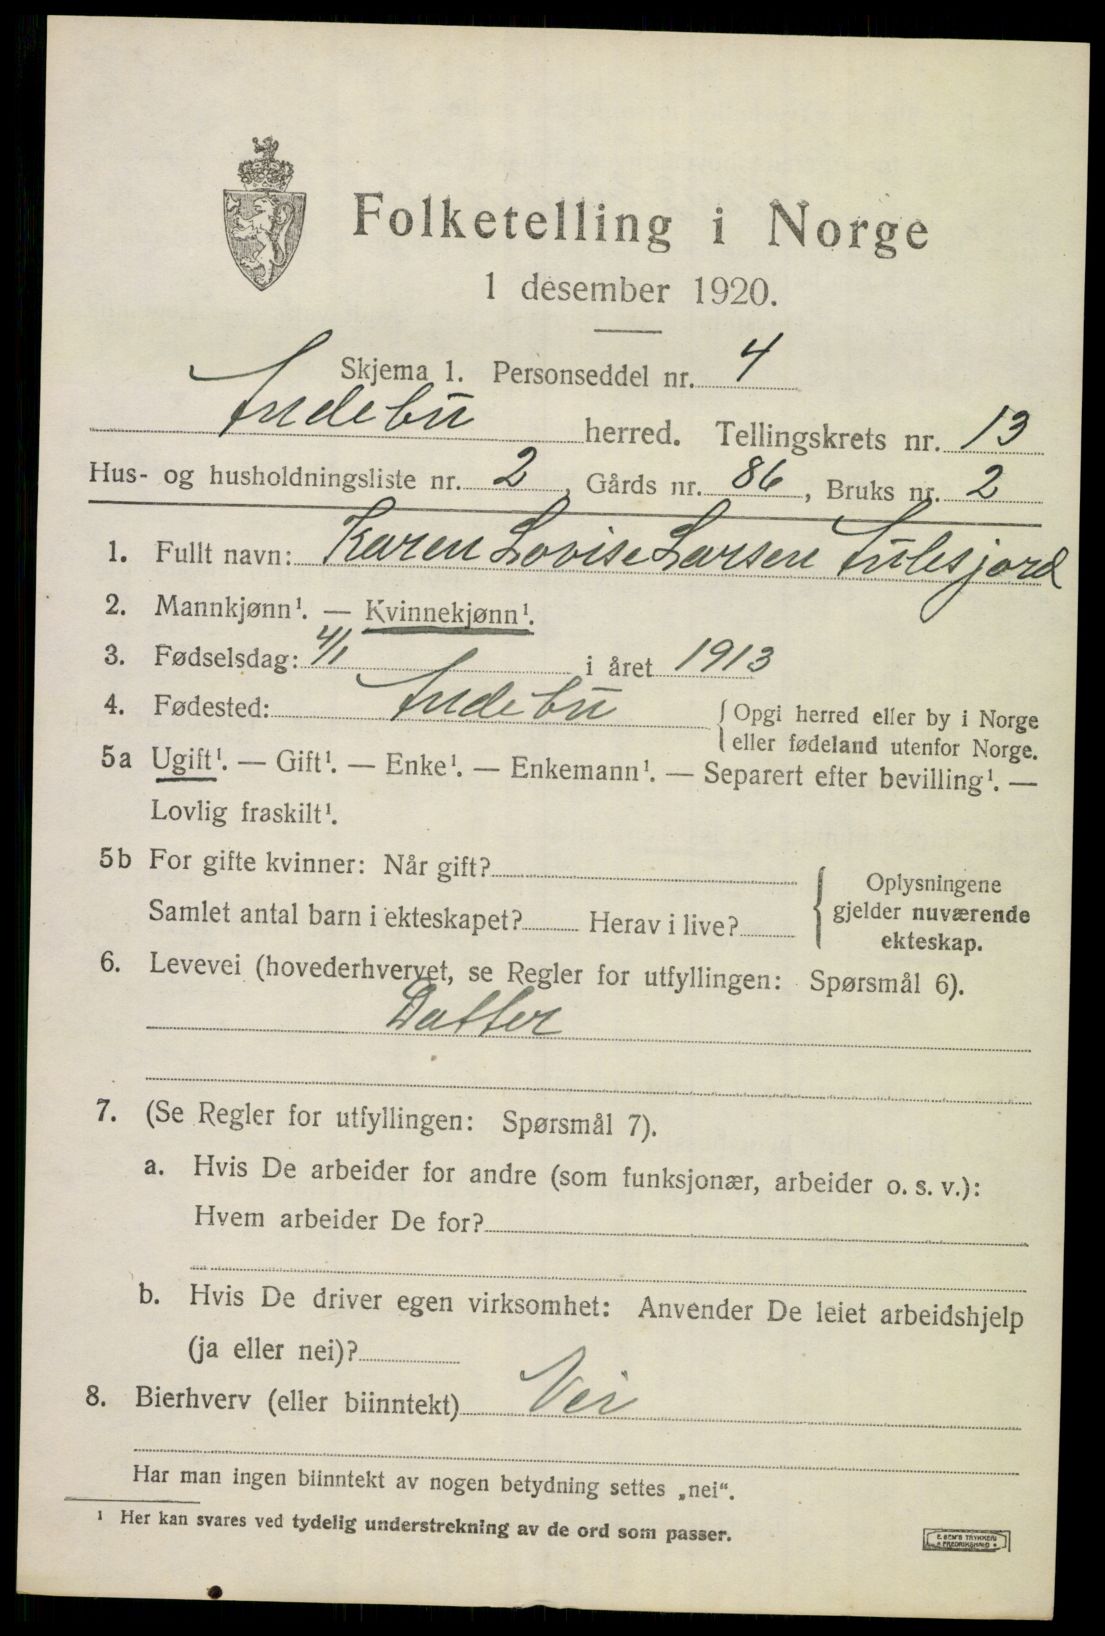 Folketelling i Norge
1 desember 1920.
Skjema 1. Personseddel nr. 4
Andebu herred. Tellingskrets nr. 13
Hus- og husholdningsliste nr. 2, Gårds nr. 86, Bruks nr. 2
1. Fullt navn: Karen Lovise Larsen
2. Mannkjønn¹. — Kvinnekjønn¹.
3. Fødselsdag: 4/1 i året 1913
4. Fødested: Andebu { Opgi herred eller by i Norge
eller fødeland utenfor Norge.
5a Ugift¹. — Gift¹. — Enke¹. — Enkemann¹. — Separert efter bevilling¹. —
Lovlig fraskilt¹.
5b For gifte kvinner: Når gift?
Samlet antal barn i ekteskapet? Herav i live?
Oplysningene
gjelder nuværende
ekteskap.
6. Levevei (hovederhvervet, se Regler for utfyllingen: Spørsmål 6).
Datter
7. (Se Regler for utfyllingen: Spørsmål 7).
a. Hvis De arbeider for andre (som funksjonær, arbeider o. s. v.):
Hvem arbeider De for?
b. Hvis De driver egen virksomhet: Anvender De leiet arbeidshjelp
(ja eller nei)?
8. Bierhverv (eller biinntekt) Nei
Har man ingen biinntekt av nogen betydning settes „nei".
¹ Her kan svares ved tydelig understrekning av de ord som passer.
E. SEM'S TRYKKERI
FREDRIKSHALD